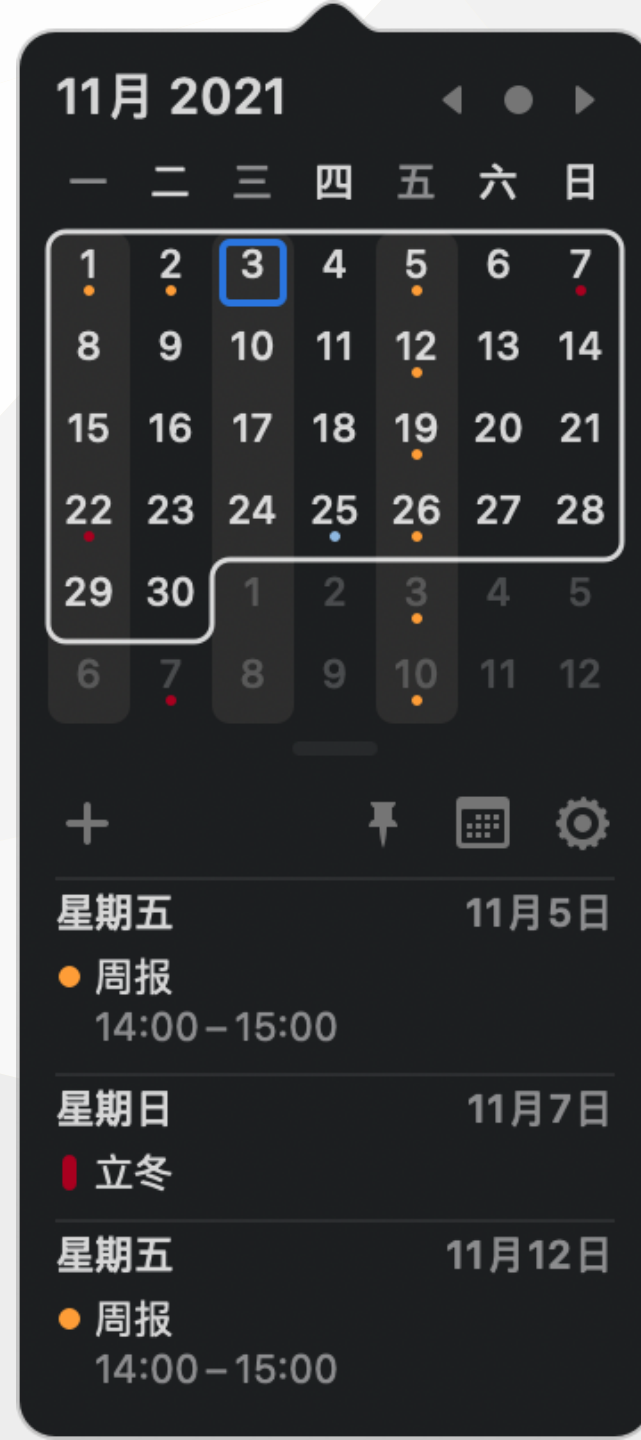 11月 2021
一 二 三 四 五 六 日
1 2 3 4 5 6 7
8 9 10 11 12 13 14
15 16 17 18 19 20 21
22 23 24 25 26 27 28
29 30 1 2 3 4 5
6 7 8 9 10 11 12
星期五 11月5日
周报
14:00 – 15:00
星期日 11月7日
立冬
星期五 11月12日
周报
14:00 – 15:00